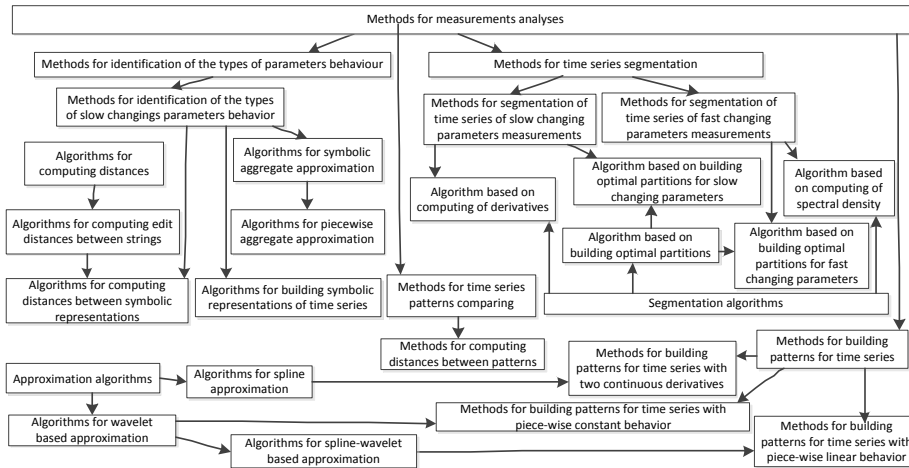 Methods for measurements analyses
Methods for identification of the types of parameters behaviour
Methods for time series segmentation
Methods for identification of the types
of slow changings parameters behavior
Methods for segmentation of
time series of slow changing
parameters measurements
Methods for segmentation of
time series of fast changing
parameters measurements
Algorithms for
computing distances
Algorithms for symbolic
aggregate approximation
Algorithm based on
computing of derivatives
Algorithm based on building
optimal partitions for slow
changing parameters
Algorithm based
on computing of
spectral density
Algorithms for computing edit
distances between strings
Algorithms for piecewise
aggregate approximation
Algorithm based on
building optimal partitions
Algorithm based on
building optimal
partitions for fast
changing parameters
Algorithms for computing
distances between symbolic
representations
Algorithms for building symbolic
representations of time series
Methods for time series
patterns comparing
Segmentation algorithms
Methods for computing
distances between patterns
Methods for building
patterns for time series
Methods for building
patterns for time series with
two continuous derivatives
Approximation algorithms
Algorithms for spline
approximation
Methods for building patterns for time series with
piece-wise constant behavior
Algorithms for wavelet
based approximation
Algorithms for spline-wavelet
based approximation
Methods for building
patterns for time series with
piece-wise linear behavior